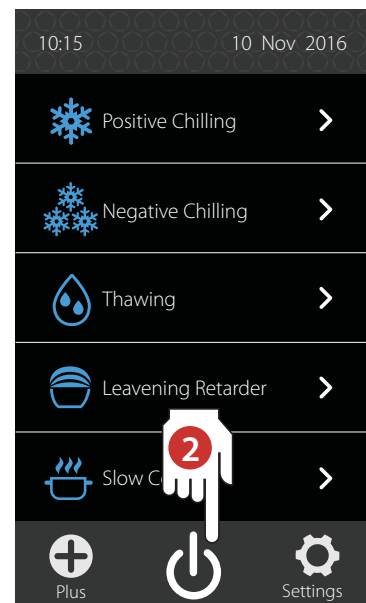 10:15 10 Nov 2016
Positive Chilling
Negative Chilling
Thawing
Leavening Retarder
2
Slow
Plus
Settings